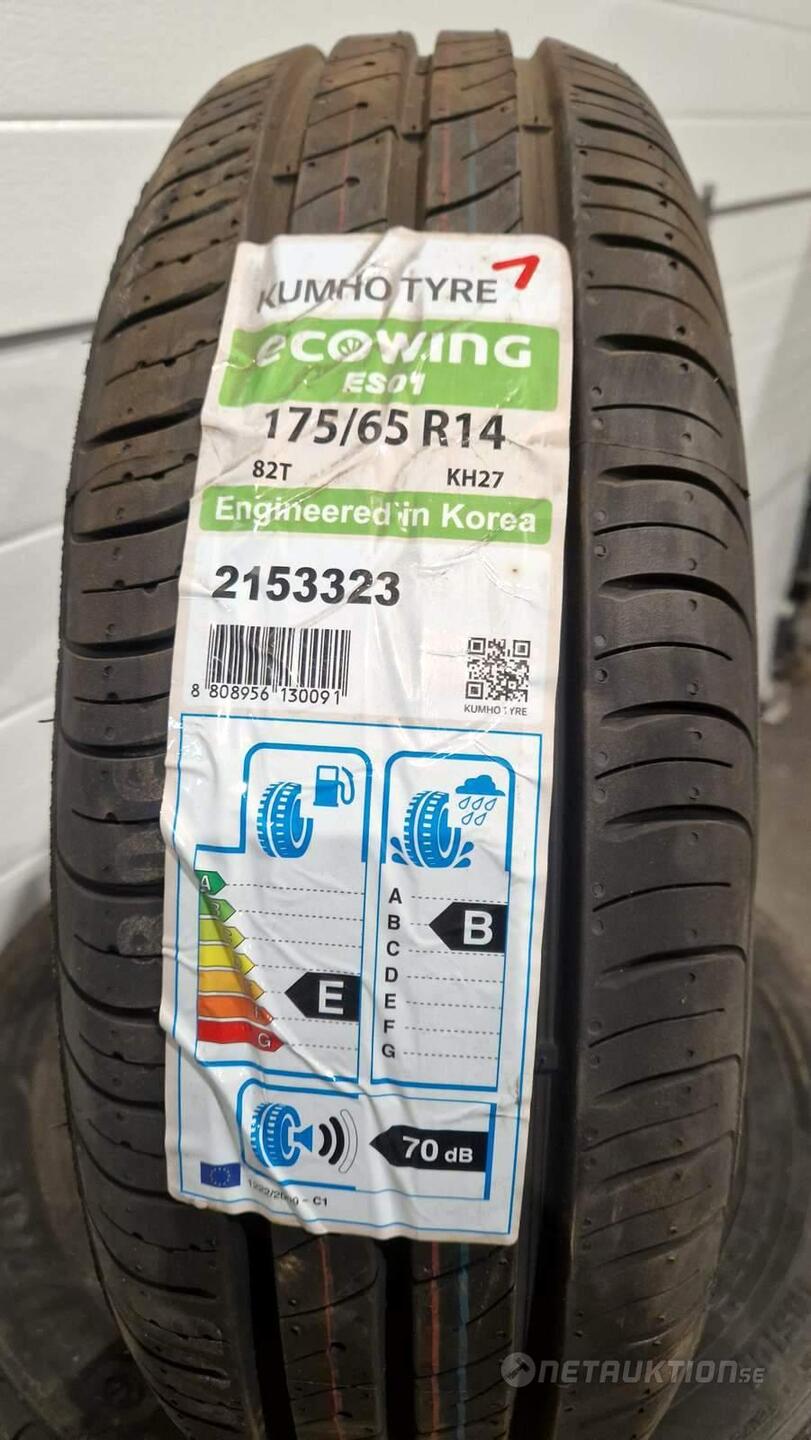 KUMHO TYRE
ecowing
ES01
175/65 R14
82T KH27
Engineered in Korea
2153323
8 808956 130091
KUMHO TYRE
A
B
G
E
A
B
C
D
E
F
G
B
70 dB
- C1
NETAUKTION.SE